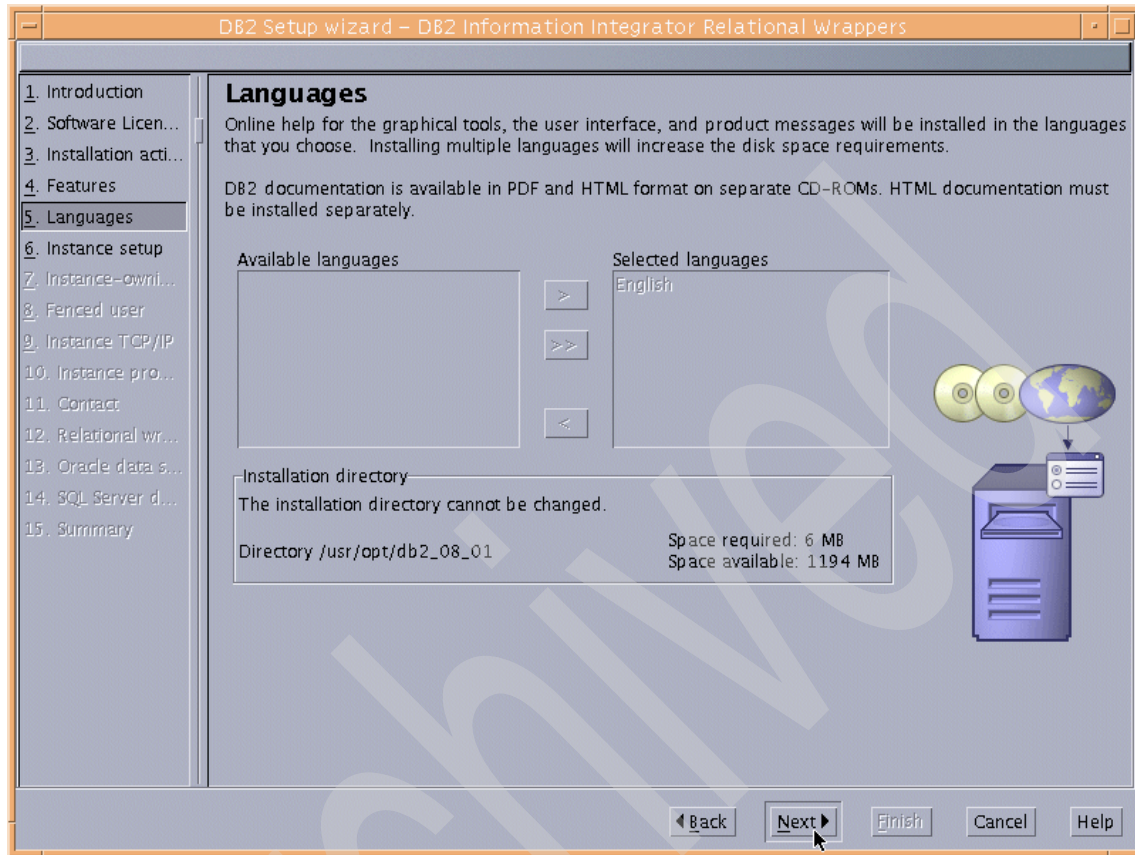 DB2 Setup wizard – DB2 Information Integrator Relational Wrappers
1. Introduction
2. Software Licen...
3. Installation acti...
4. Features
5. Languages
6. Instance setup
7. Instance-owni...
8. Fenced user
9. Instance TCP/IP
10. Instance pro...
11. Contact
12. Relational wr...
13. Oracle data s...
14. SQL Server d...
15. Summary
Languages
Online help for the graphical tools, the user interface, and product messages will be installed in the languages
that you choose. Installing multiple languages will increase the disk space requirements.
DB2 documentation is available in PDF and HTML format on separate CD-ROMs. HTML documentation must
be installed separately.
Available languages
Selected languages
English
>
>>
<
Installation directory
The installation directory cannot be changed.
Directory /usr/opt/db2_08_01
Space required: 6 MB
Space available: 1194 MB
Back
Next
Finish
Cancel
Help
chived